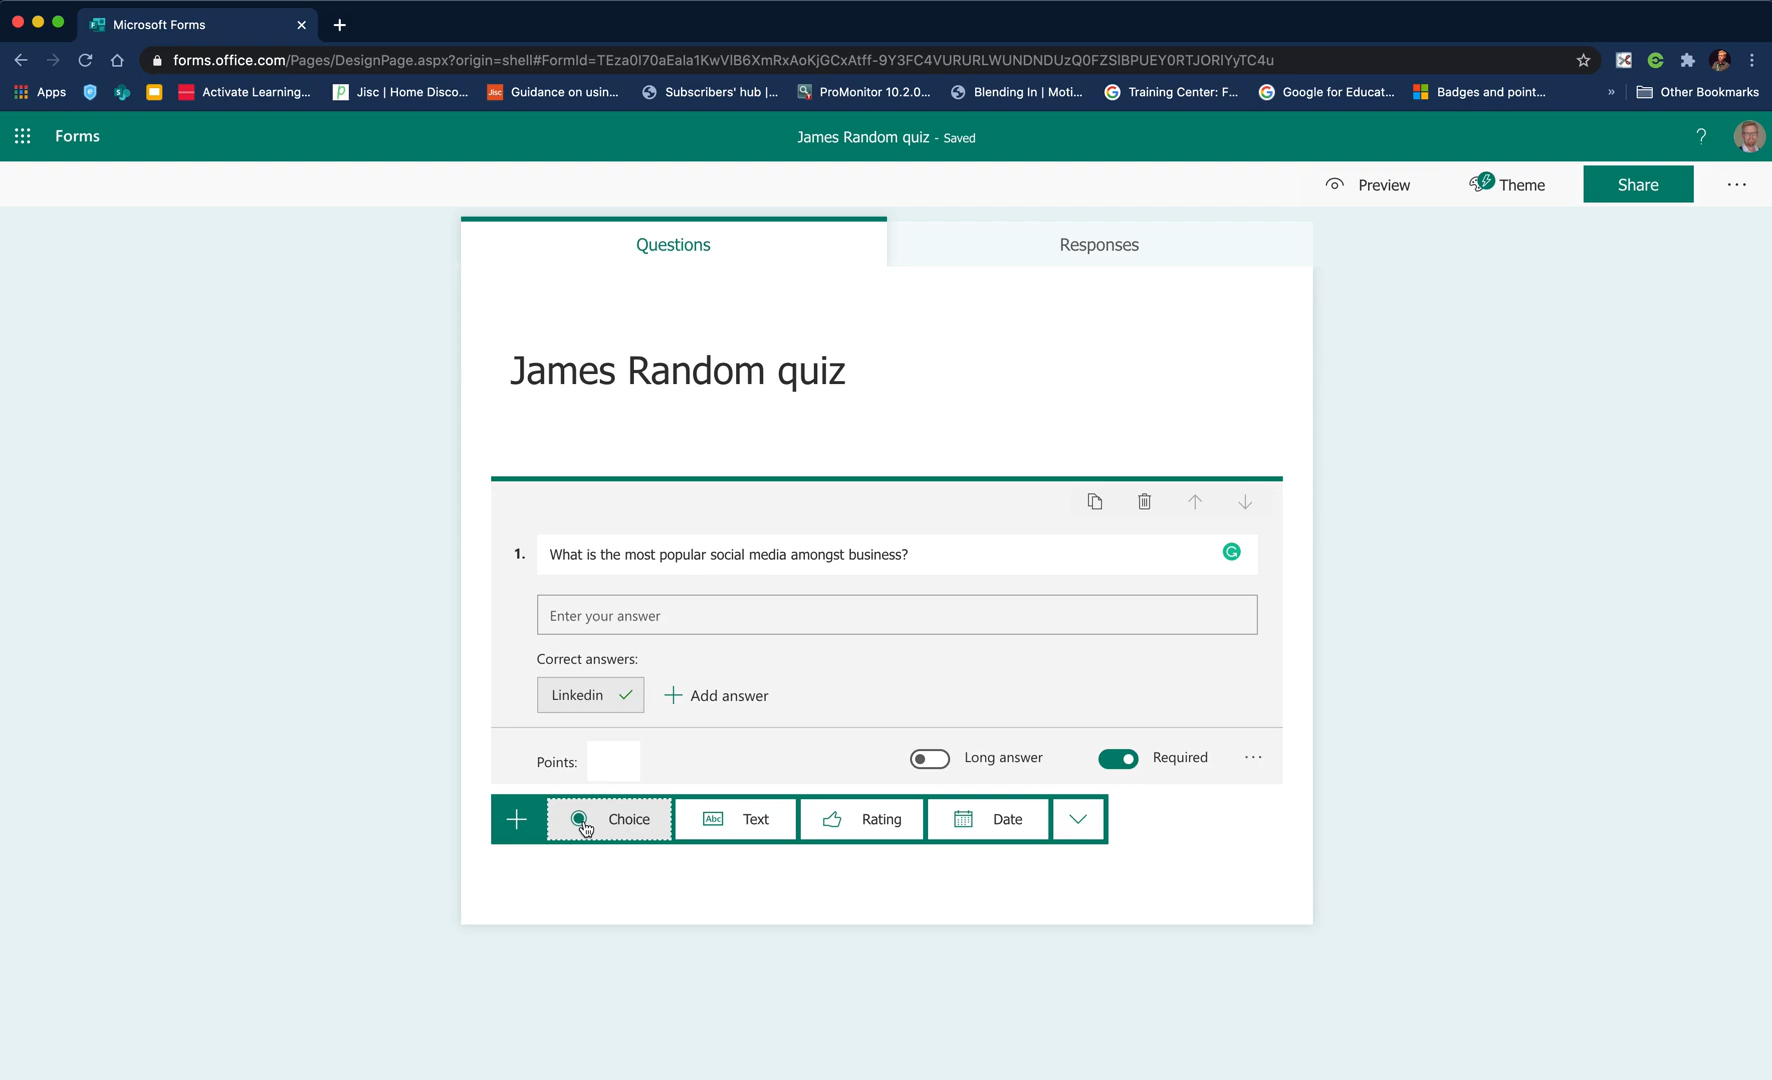 Microsoft Forms
forms.office.com/Pages/DesignPage.aspx?origin=shell#FormId=TEza0I70aEala1KwVlB6XmRxAoKjGCxAtff-9Y3FC4VURURLWUNDNDUzQ0FZSlBPUEY0RTJORlYyTC4u
Apps
Activate Learning...
Jisc | Home Disco...
Jisc
Guidance on usin...
Subscribers' hub |...
ProMonitor 10.2.0...
Blending In | Moti...
Training Center: F...
Google for Educat...
Badges and point...
»
Other Bookmarks
Forms
James Random quiz - Saved
?
Preview
Theme
Share
Questions
Responses
James Random quiz
1. What is the most popular social media amongst business?
Enter your answer
Correct answers:
Linkedin
Add answer
Points:
Long answer
Required
Choice
Abc Text
Rating
Date